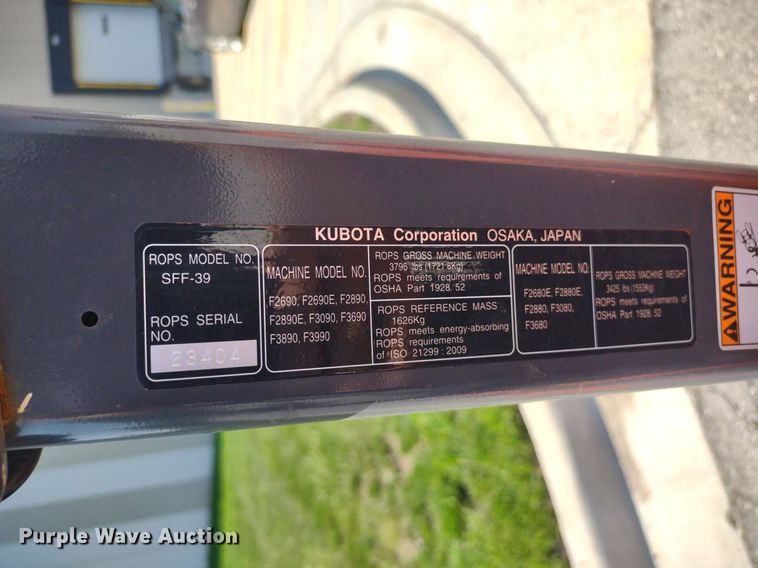 KUBOTA Corporation OSAKA, JAPAN
ROPS MODEL NO.
SFF-39
ROPS SERIAL
NO.
23404
MACHINE MODEL NO.
F2690, F2690E, F2890,
F2890E, F3090, F3690
F3890, F3990
ROPS GROSS MACHINE WEIGHT
3796 lbs (1721.8Kg)
ROPS meets requirements of
OSHA Part 1928. 52
ROPS REFERENCE MASS
1626Kg
ROPS meets energy-absorbing
ROPS requirements
of ISO 21299 : 2009
MACHINE MODEL NO.
F2680E, F2880E,
F2880, F3080,
F3680
ROPS GROSS MACHINE WEIGHT
3425 lbs (1553Kg)
ROPS meets requirements of
OSHA Part 1928. 52
WARNING
Purple Wave Auction